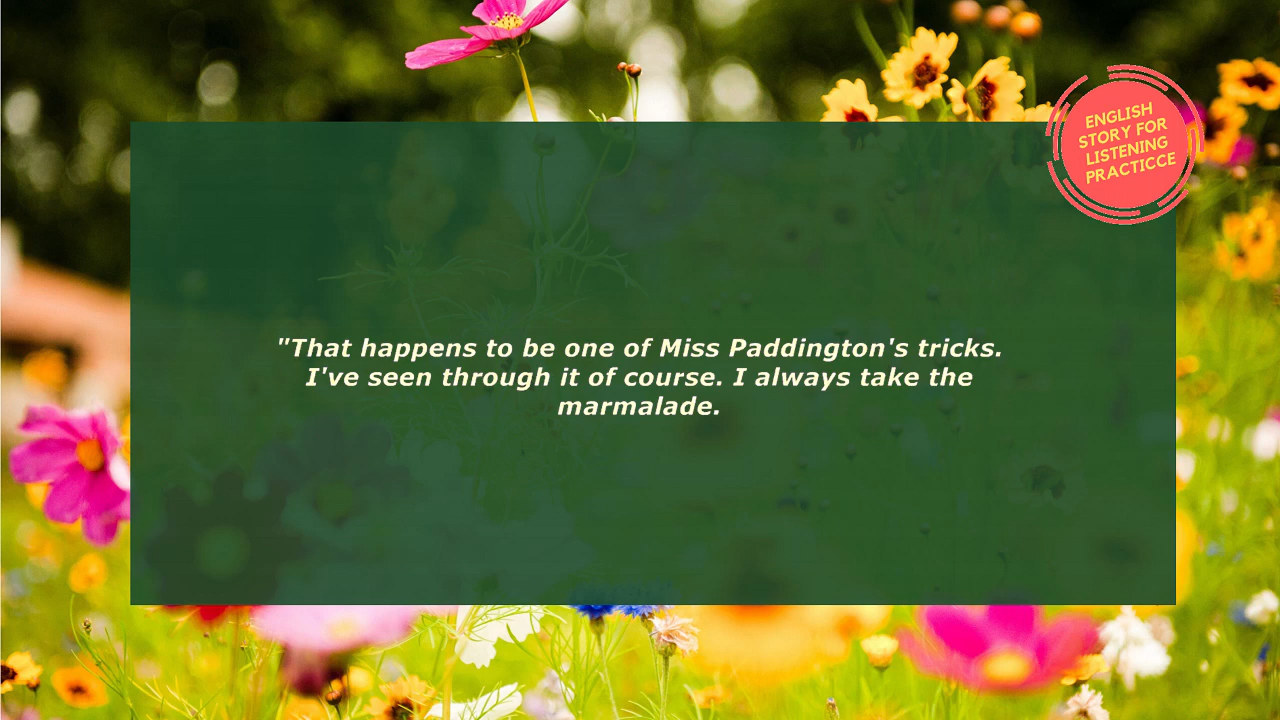 ENGLISH
STORY FOR
LISTENING
PRACTICCE
"That happens to be one of Miss Paddington's tricks.
I've seen through it of course. I always take the
marmalade.